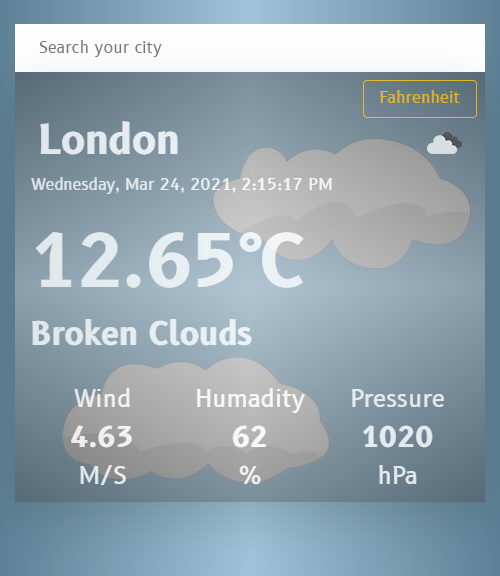 Search your city
Fahrenheit
London
Wednesday, Mar 24, 2021, 2:15:17 PM
12.65°C
Broken Clouds
Wind Humadity Pressure
4.63 62 1020
M/S % hPa